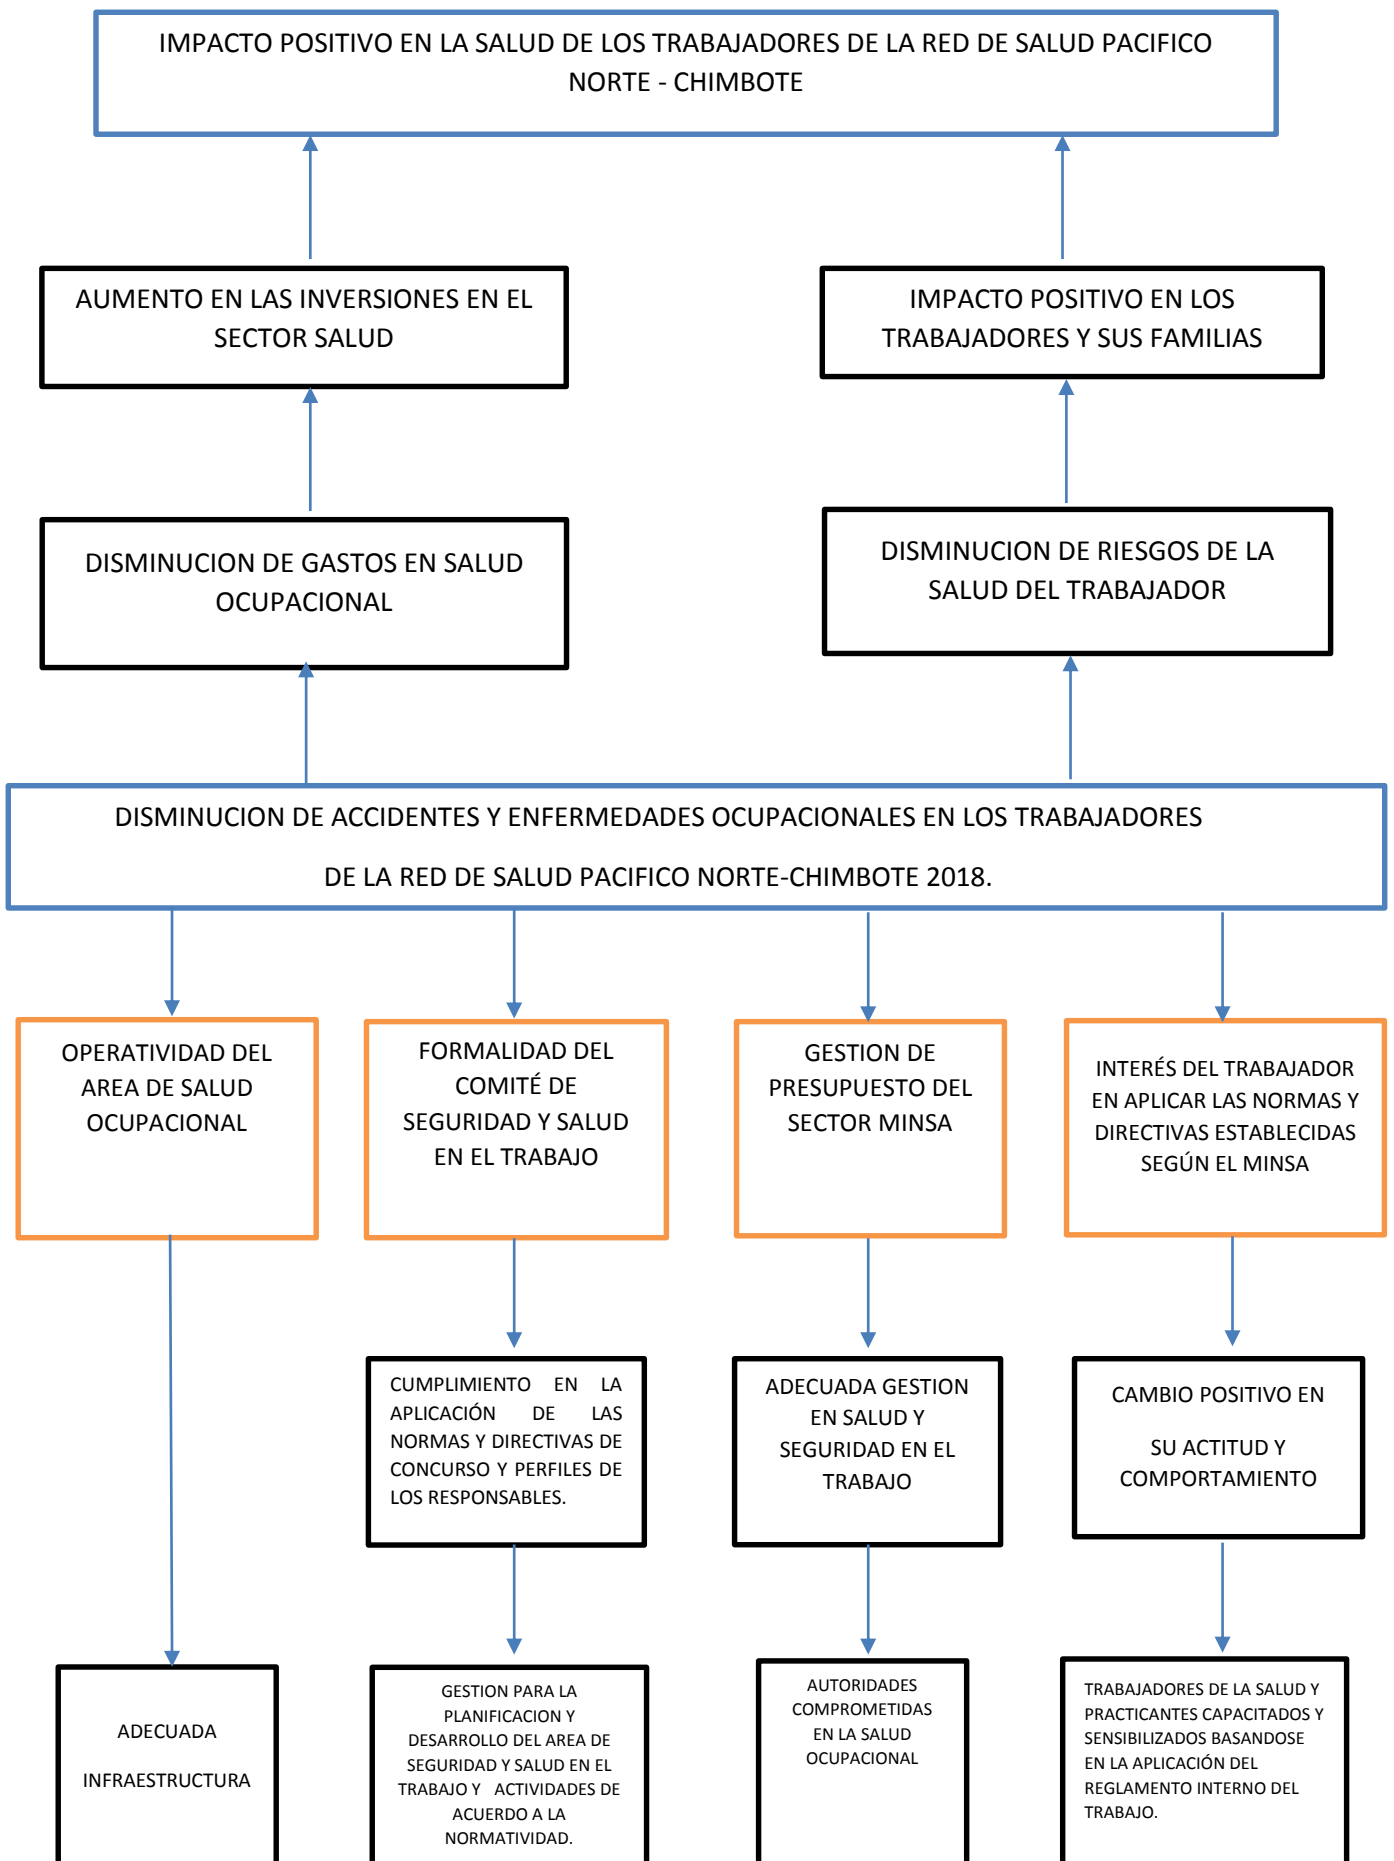 IMPACTO POSITIVO EN LA SALUD DE LOS TRABAJADORES DE LA RED DE SALUD PACIFICO
NORTE - CHIMBOTE
AUMENTO EN LAS INVERSIONES EN EL
SECTOR SALUD
IMPACTO POSITIVO EN LOS
TRABAJADORES Y SUS FAMILIAS
DISMINUCION DE GASTOS EN SALUD
OCUPACIONAL
DISMINUCION DE RIESGOS DE LA
SALUD DEL TRABAJADOR
DISMINUCION DE ACCIDENTES Y ENFERMEDADES OCUPACIONALES EN LOS TRABAJADORES
DE LA RED DE SALUD PACIFICO NORTE-CHIMBOTE 2018.
OPERATIVIDAD DEL
AREA DE SALUD
OCUPACIONAL
FORMALIDAD DEL
COMITÉ DE
SEGURIDAD Y SALUD
EN EL TRABAJO
GESTION DE
PRESUPUESTO DEL
SECTOR MINSA
INTERÉS DEL TRABAJADOR
EN APLICAR LAS NORMAS Y
DIRECTIVAS ESTABLECIDAS
SEGÚN EL MINSA
CUMPLIMIENTO EN LA
APLICACIÓN DE LAS
NORMAS Y DIRECTIVAS DE
CONCURSO Y PERFILES DE
LOS RESPONSABLES.
ADECUADA GESTION
EN SALUD Y
SEGURIDAD EN EL
TRABAJO
CAMBIO POSITIVO EN
SU ACTITUD Y
COMPORTAMIENTO
ADECUADA
INFRAESTRUCTURA
GESTION PARA LA
PLANIFICACION Y
DESARROLLO DEL AREA DE
SEGURIDAD Y SALUD EN EL
TRABAJO Y ACTIVIDADES DE
ACUERDO A LA
NORMATIVIDAD.
AUTORIDADES
COMPROMETIDAS
EN LA SALUD
OCUPACIONAL
TRABAJADORES DE LA SALUD Y
PRACTICANTES CAPACITADOS Y
SENSIBILIZADOS BASANDOSE
EN LA APLICACIÓN DEL
REGLAMENTO INTERNO DEL
TRABAJO.